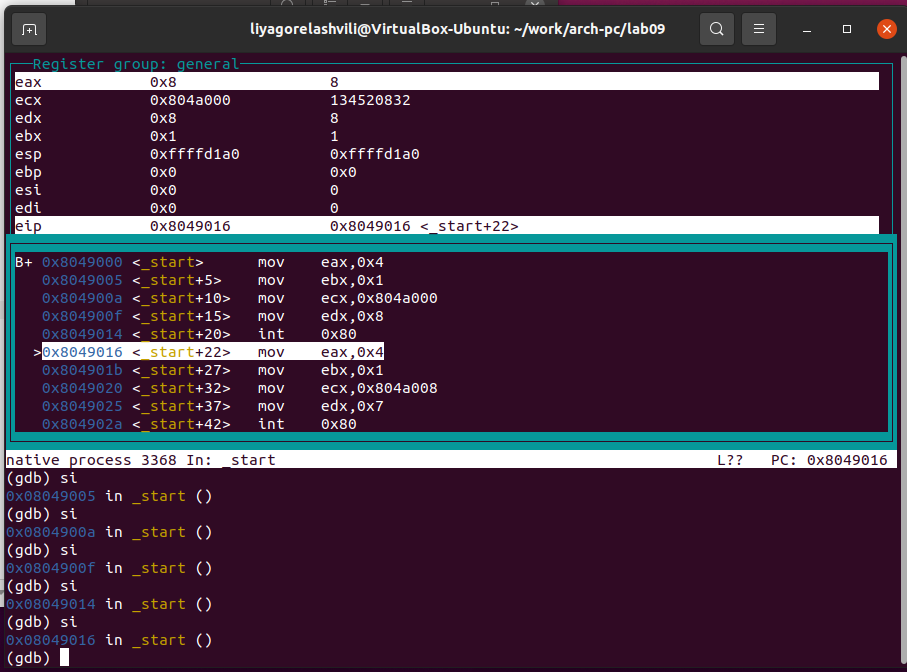 liyagorelashvili@VirtualBox-Ubuntu: ~/work/arch-pc/lab09
Register group: general
eax 0x8 8
ecx 0x804a000 134520832
edx 0x8 8
ebx 0x1 1
esp 0xffffd1a0 0xffffd1a0
ebp 0x0 0x0
esi 0x0 0
edi 0x0 0
eip 0x8049016 0x8049016 <_start+22>
B+ 0x8049000 <_start> mov eax,0x4
0x8049005 <_start+5> mov ebx,0x1
0x804900a <_start+10> mov ecx,0x804a000
0x804900f <_start+15> mov edx,0x8
0x8049014 <_start+20> int 0x80
>0x8049016 <_start+22> mov eax,0x4
0x804901b <_start+27> mov ebx,0x1
0x8049020 <_start+32> mov ecx,0x804a008
0x8049025 <_start+37> mov edx,0x7
0x804902a <_start+42> int 0x80
native process 3368 In: _start L?? PC: 0x8049016
(gdb) si
0x08049005 in _start ()
(gdb) si
0x0804900a in _start ()
(gdb) si
0x0804900f in _start ()
(gdb) si
0x08049014 in _start ()
(gdb) si
0x08049016 in _start ()
(gdb)